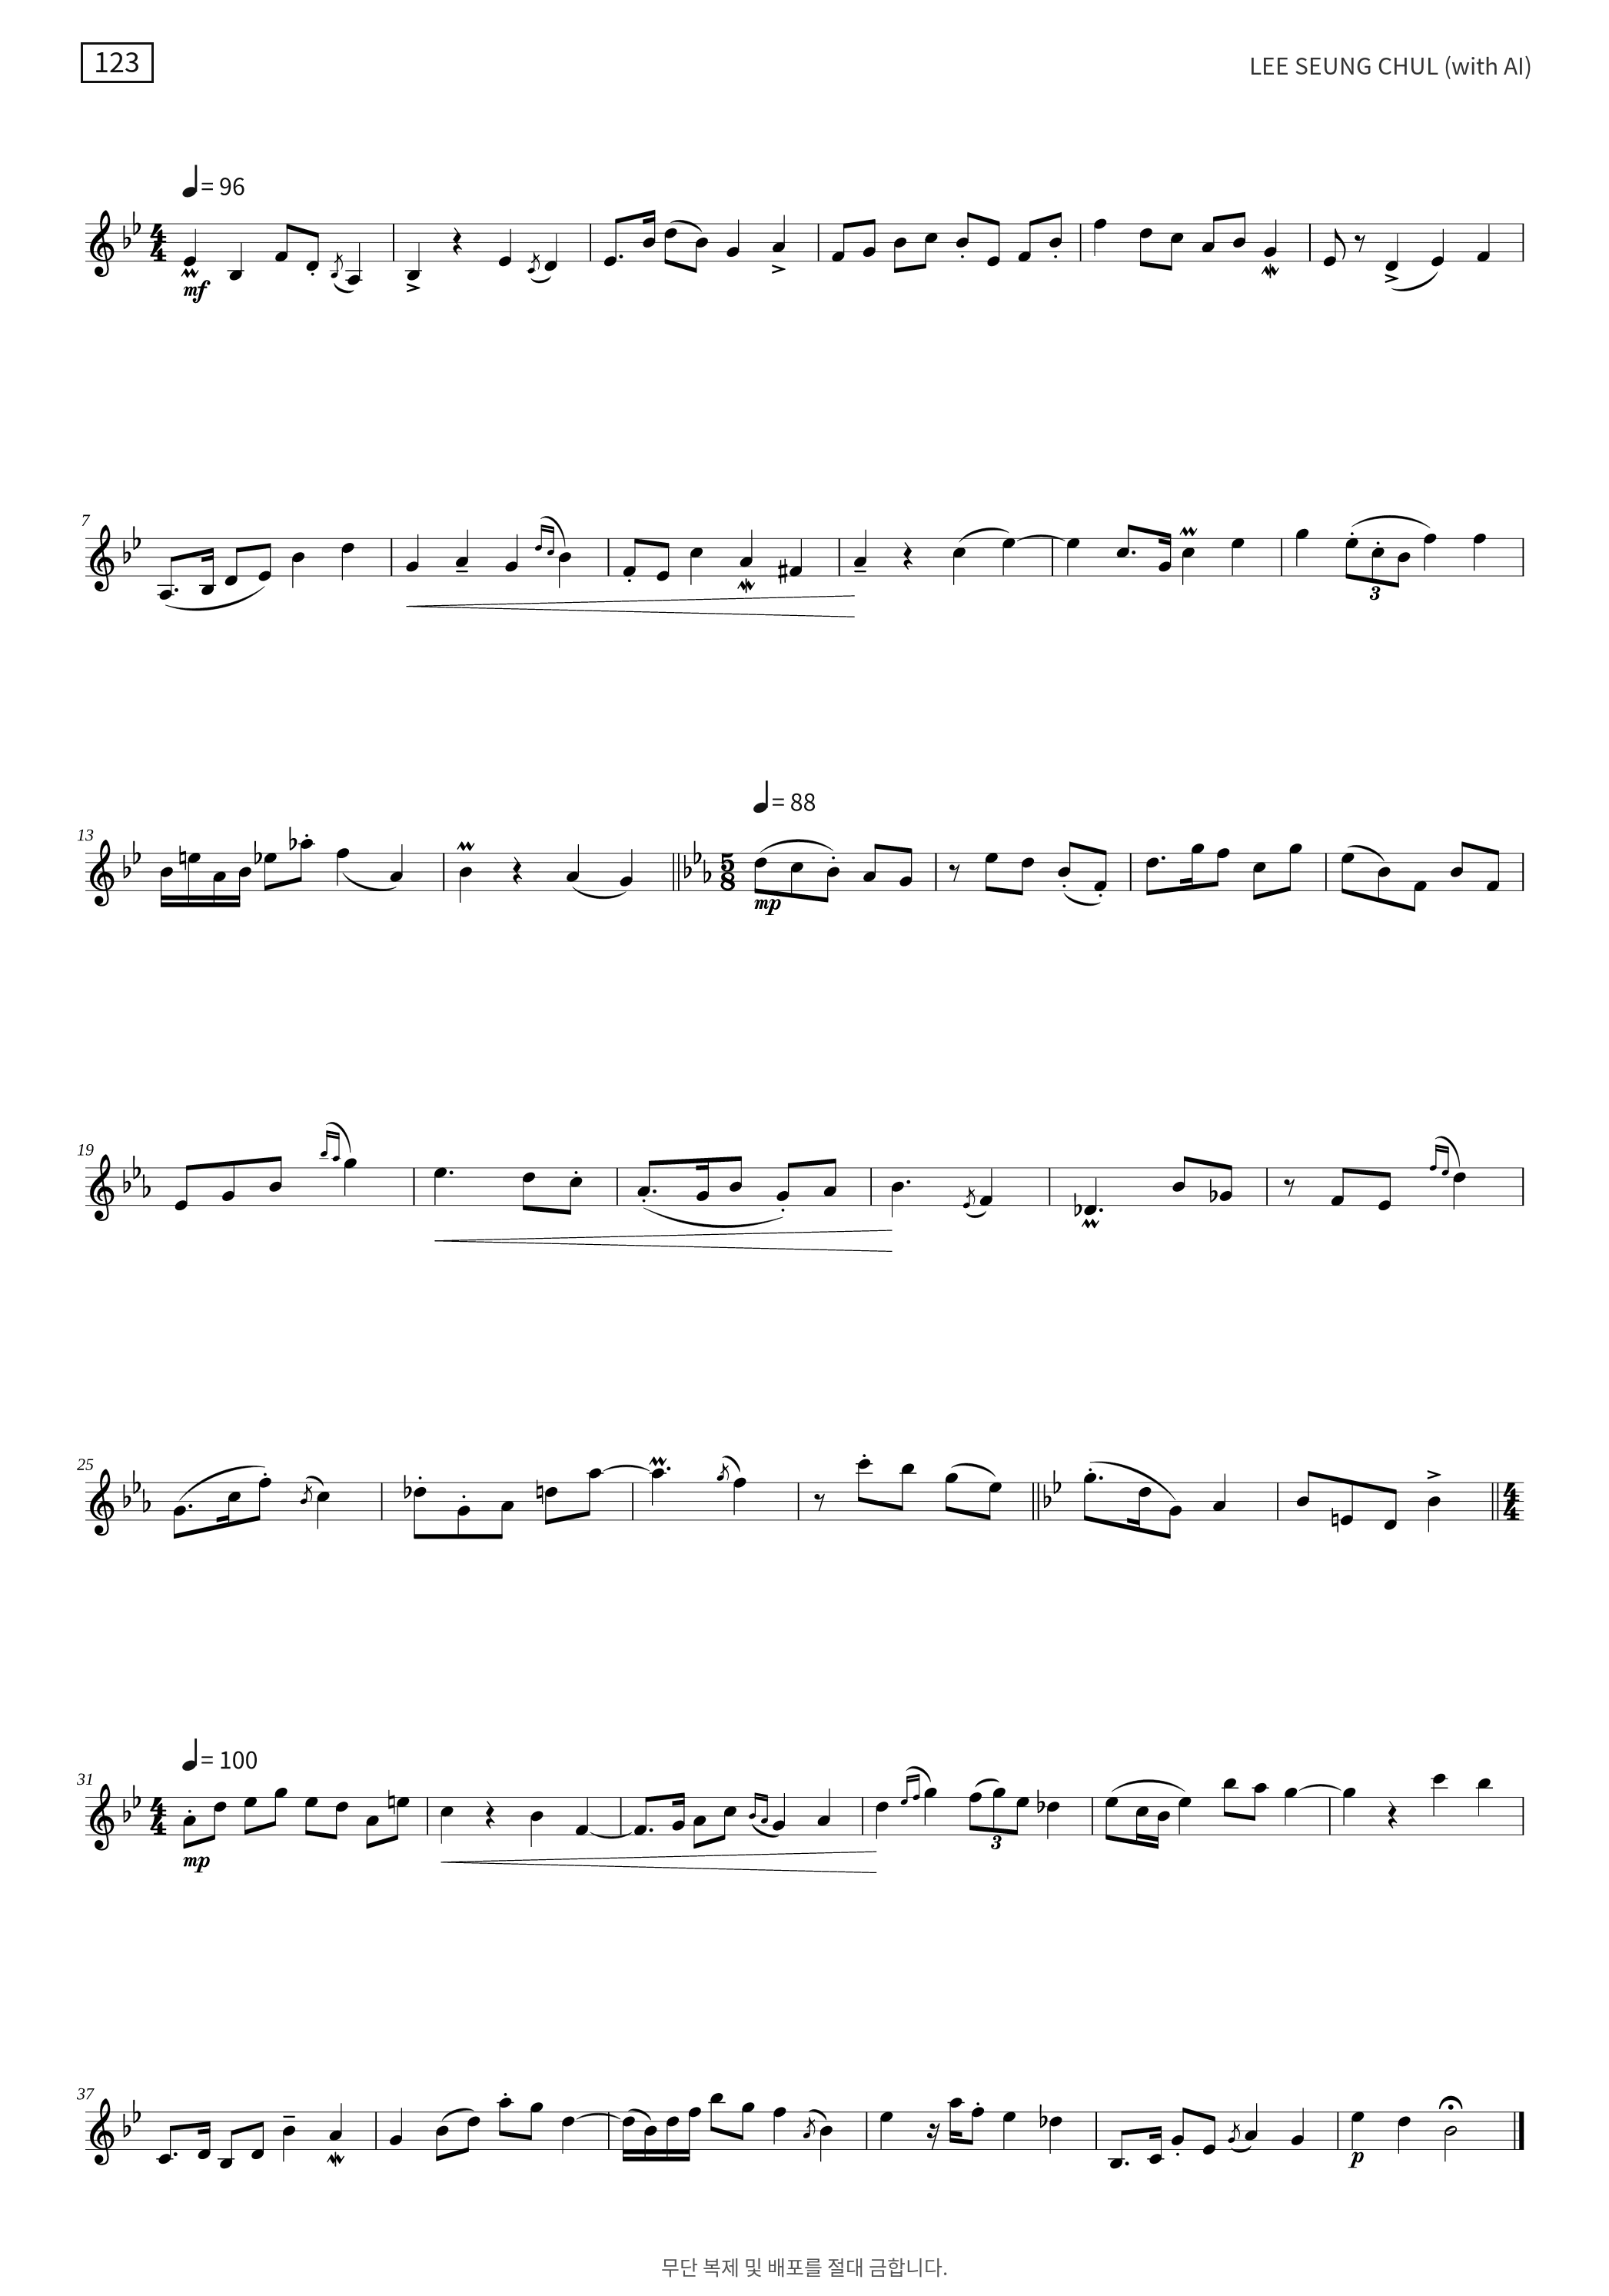 123
LEE SEUNG CHUL (with AI)
= 96
mf
7
3
13
= 88
mp
19
25
31
= 100
mp
3
37
p
무단 복제 및 배포를 절대 금합니다.